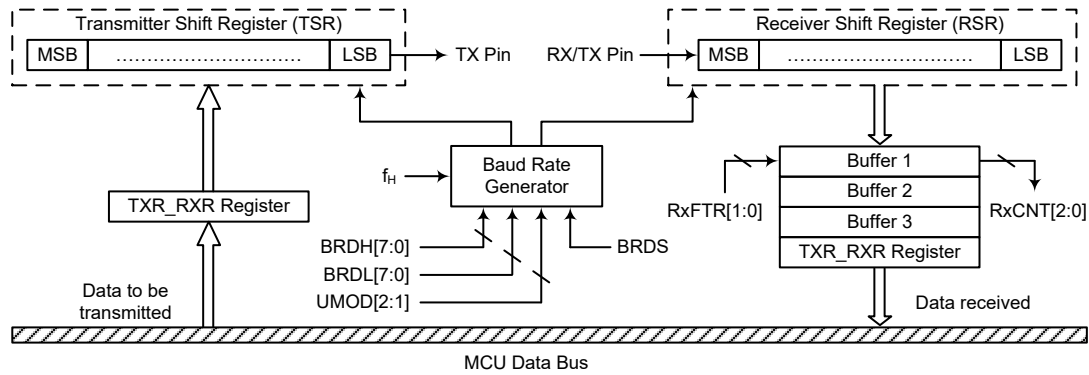 Transmitter Shift Register (TSR)
MSB ................................ LSB
TX Pin
RX/TX Pin
Receiver Shift Register (RSR)
MSB ................................ LSB
Baud Rate
Generator
fH
BRDH[7:0]
BRDL[7:0]
UMOD[2:1]
BRDS
TXR_RXR Register
Data to be
transmitted
Buffer 1
Buffer 2
Buffer 3
TXR_RXR Register
RxFTR[1:0]
RxCNT[2:0]
Data received
MCU Data Bus